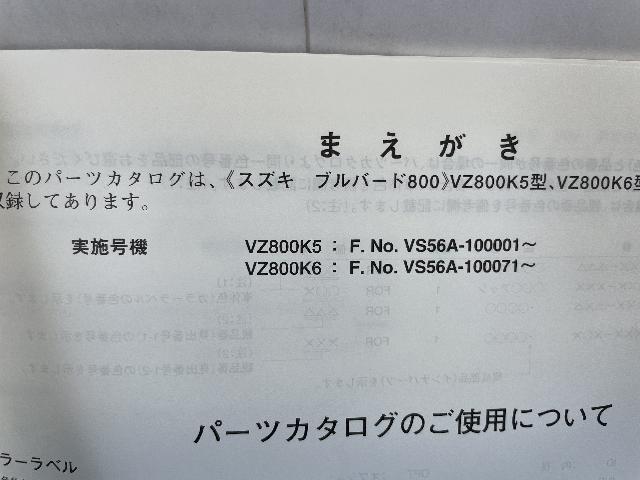 まえがき
このパーツカタログは、《スズキ ブルバード800》VZ800K5型、VZ800K6型
収録してあります。
実施号機 VZ800K5 : F. No. VS56A-100001～
VZ800K6 : F. No. VS56A-100071～
パーツカタログのご使用について
ラーラベル